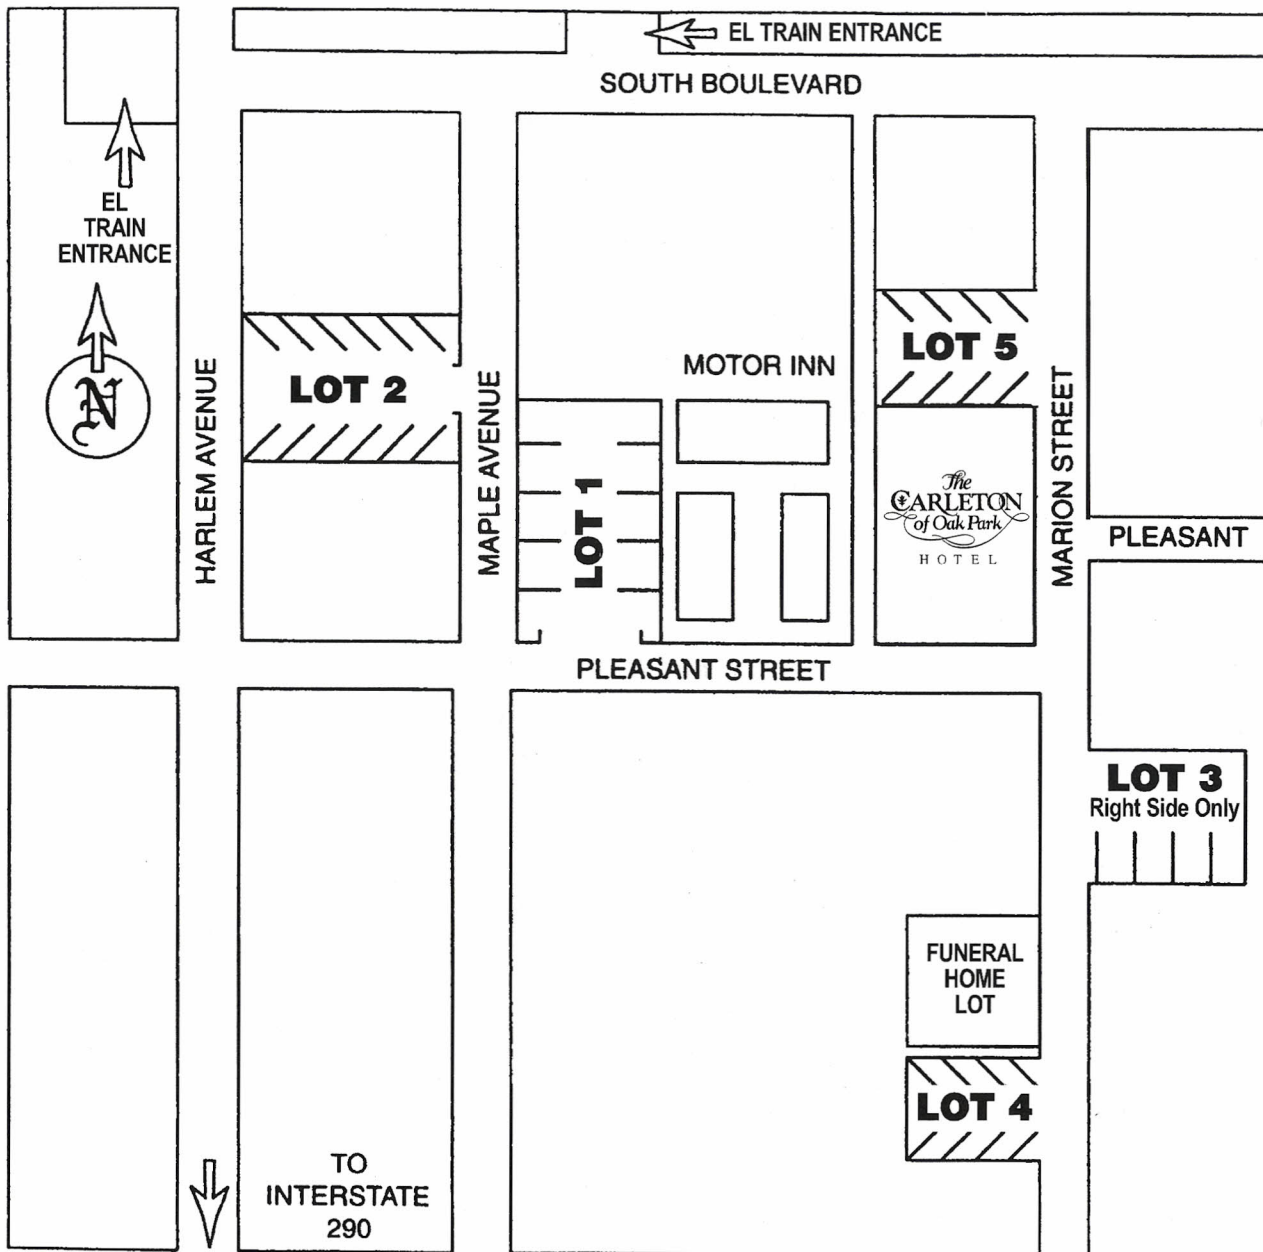 EL TRAIN ENTRANCE
SOUTH BOULEVARD
EL
TRAIN
ENTRANCE
N
HARLEM AVENUE
LOT 2
MAPLE AVENUE
LOT 1
MOTOR INN
LOT 5
The
CARLETON
of Oak Park
HOTEL
MARION STREET
PLEASANT
PLEASANT STREET
LOT 3
Right Side Only
FUNERAL
HOME
LOT
LOT 4
TO
INTERSTATE
290